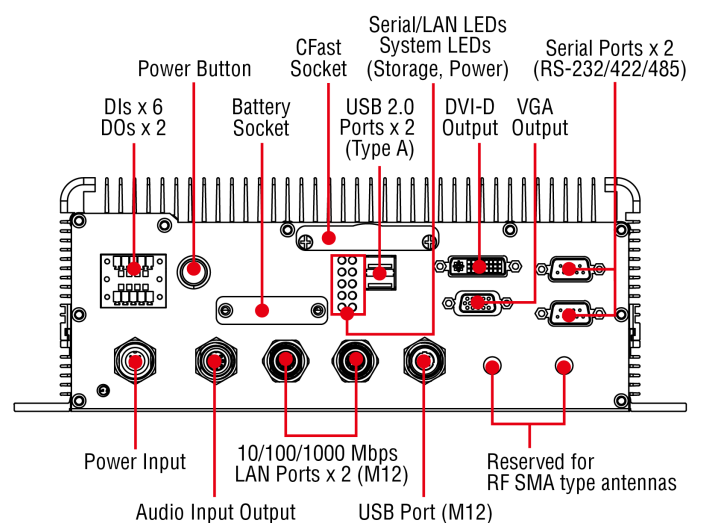 Serial/LAN LEDs
System LEDs
(Storage, Power)
CFast
Socket
Serial Ports x 2
(RS-232/422/485)
Power Button
DIs x 6
DOs x 2
Battery
Socket
USB 2.0
Ports x 2
(Type A)
DVI-D
Output
VGA
Output
Power Input
10/100/1000 Mbps
LAN Ports x 2 (M12)
Reserved for
RF SMA type antennas
Audio Input Output
USB Port (M12)